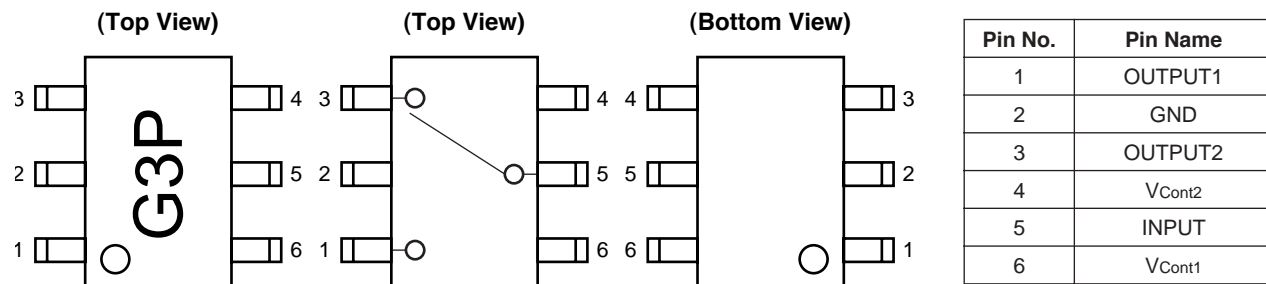 (Top View)
3 4
2 5
1 6
G3P
(Top View)
3 4
2 5
1 6
(Bottom View)
4 3
5 2
6 1
Pin No. Pin Name
1 OUTPUT1
2 GND
3 OUTPUT2
4 VCont2
5 INPUT
6 VCont1